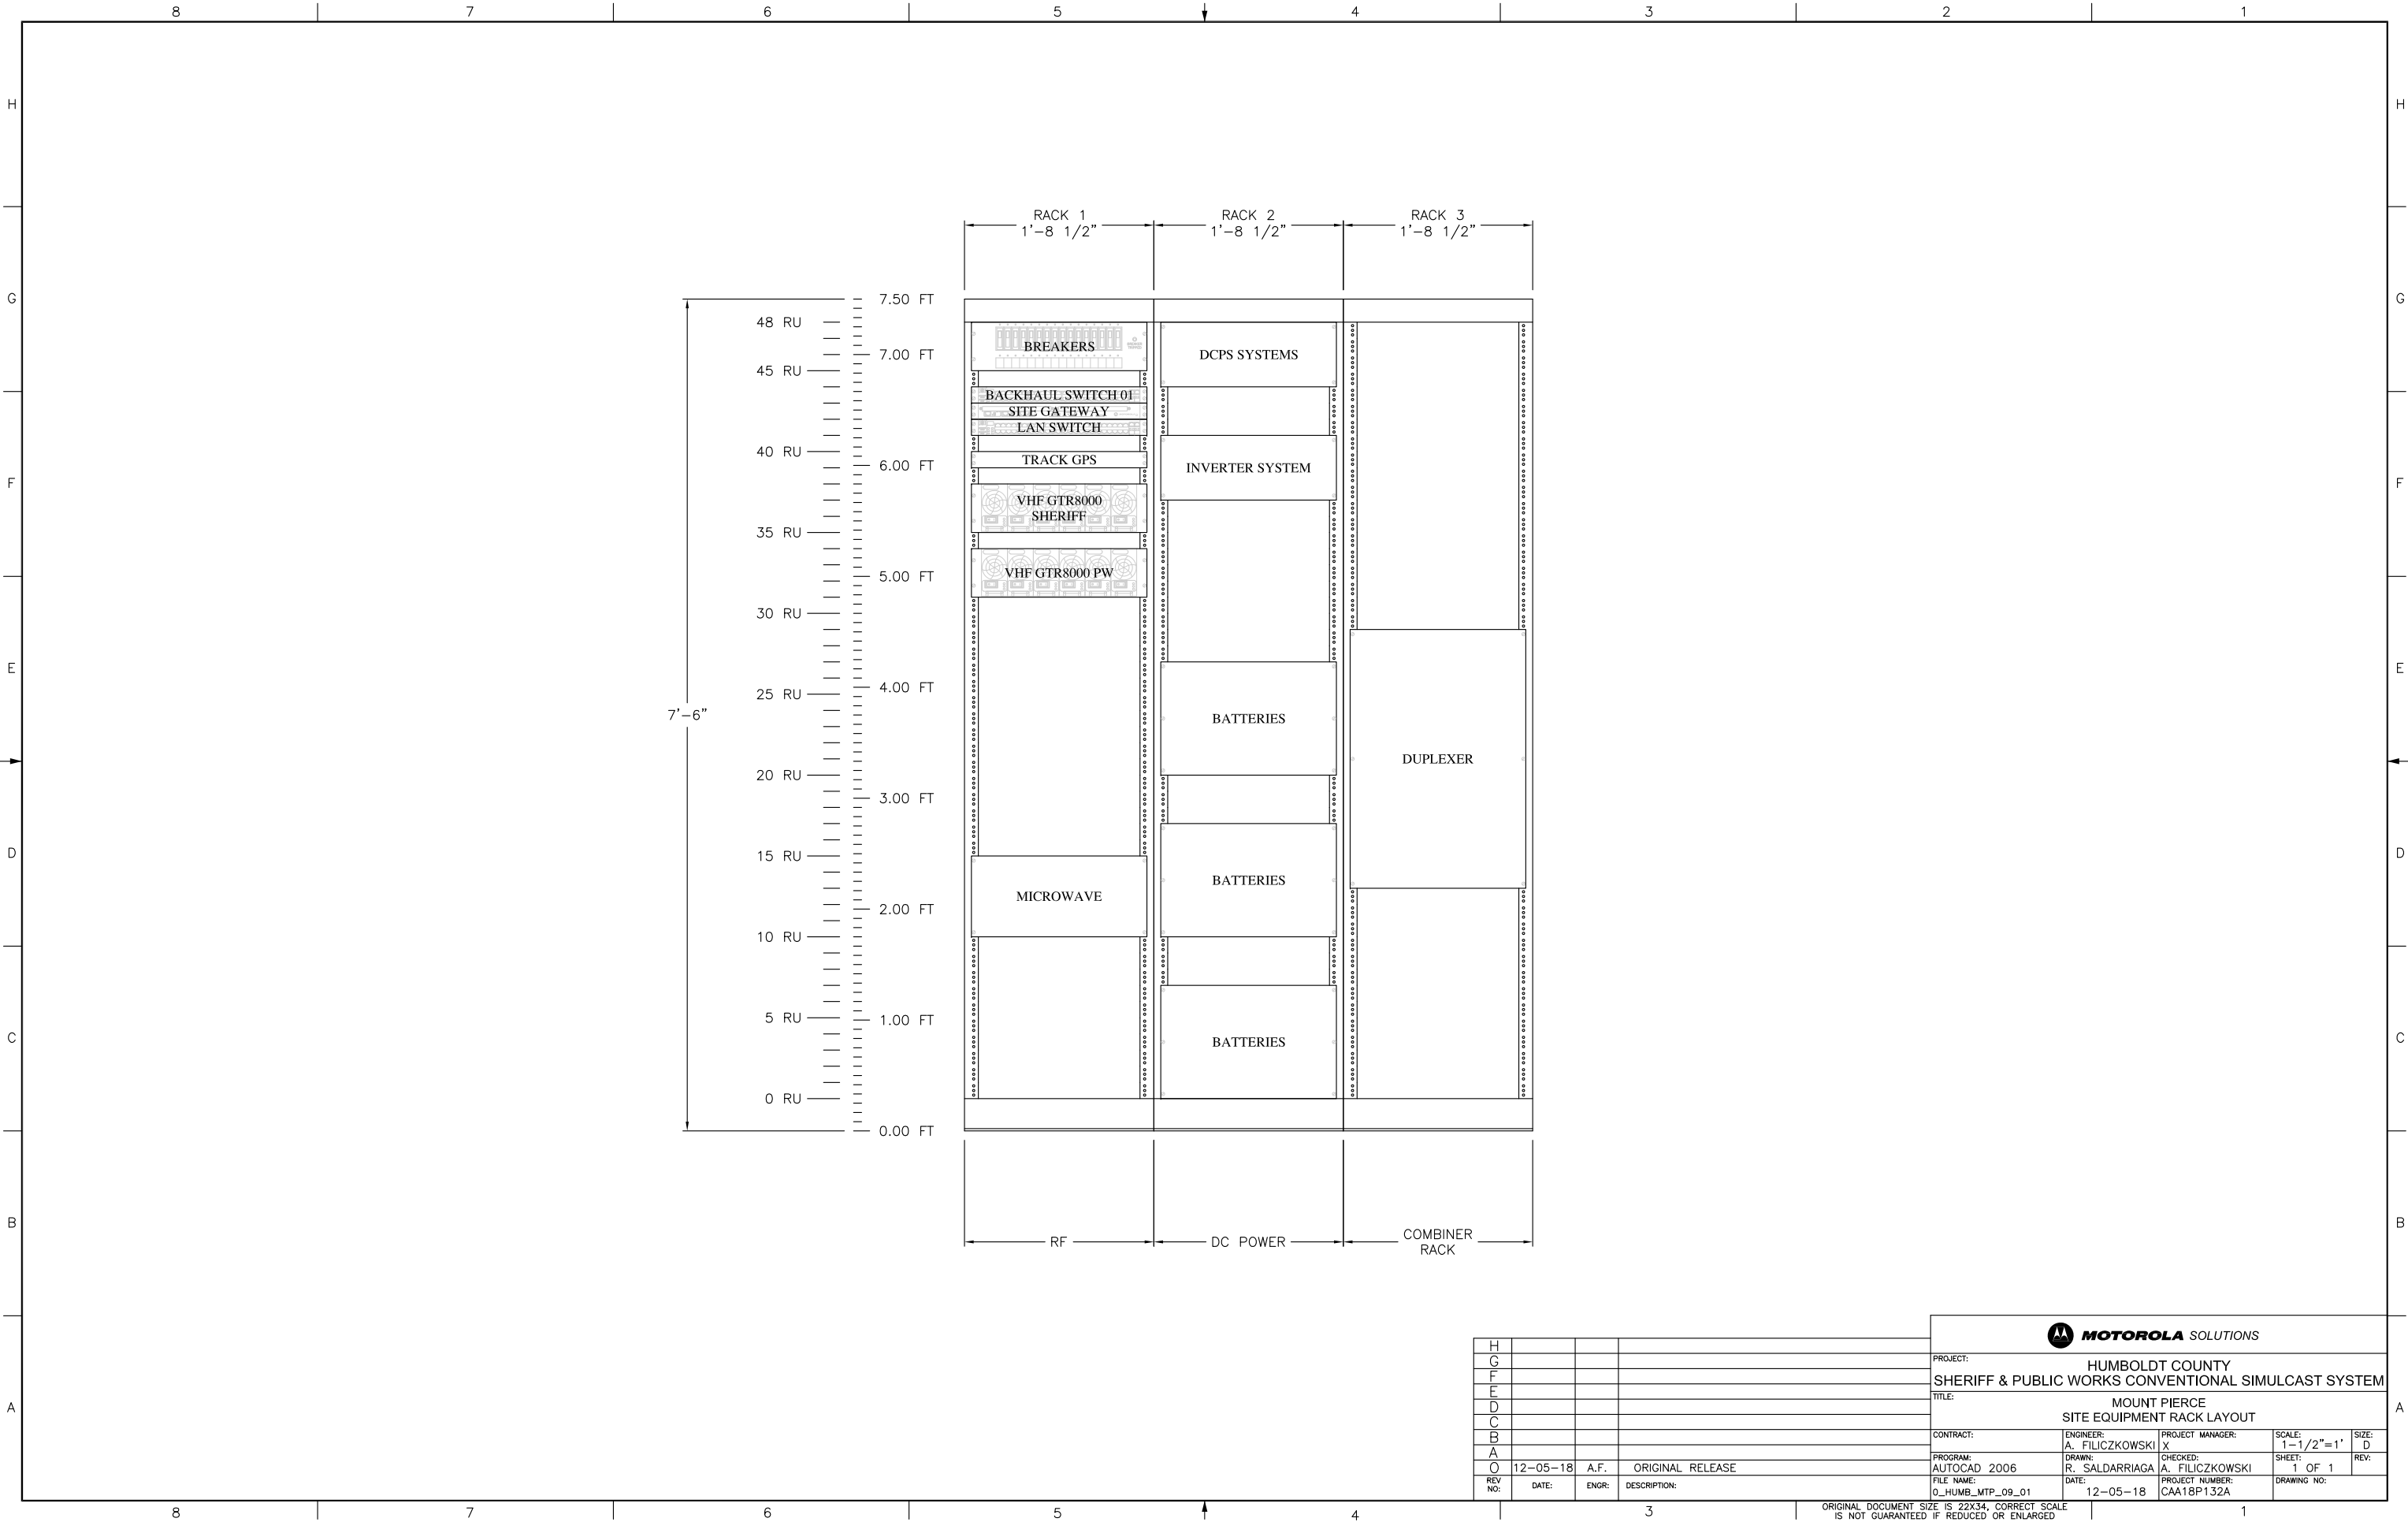 8 7 6 5 4 3 2 1
H H
G G
F F
E E
D D
C C
B B
A A
RACK 1
1'-8 1/2"
RACK 2
1'-8 1/2"
RACK 3
1'-8 1/2"
7'-6"
48 RU
45 RU
40 RU
35 RU
30 RU
25 RU
20 RU
15 RU
10 RU
5 RU
0 RU
7.50 FT
7.00 FT
6.00 FT
5.00 FT
4.00 FT
3.00 FT
2.00 FT
1.00 FT
0.00 FT
BREAKERS
BACKHAUL SWITCH 01
SITE GATEWAY
LAN SWITCH
TRACK GPS
VHF GTR8000
SHERIFF
VHF GTR8000 PW
MICROWAVE
DCPS SYSTEMS
INVERTER SYSTEM
BATTERIES
BATTERIES
BATTERIES
DUPLEXER
RF
DC POWER
COMBINER
RACK
H
G
F
E
D
C
B
A
O 12-05-18 A.F. ORIGINAL RELEASE
REV NO: DATE: ENGR: DESCRIPTION:
MOTOROLA SOLUTIONS
PROJECT:
HUMBOLDT COUNTY
SHERIFF & PUBLIC WORKS CONVENTIONAL SIMULCAST SYSTEM
TITLE:
MOUNT PIERCE
SITE EQUIPMENT RACK LAYOUT
CONTRACT: ENGINEER: PROJECT MANAGER: SCALE: SIZE:
A. FILICZKOWSKI X 1-1/2"=1' D
PROGRAM: DRAWN: CHECKED: SHEET: REV:
AUTOCAD 2006 R. SALDARRIAGA A. FILICZKOWSKI 1 OF 1
FILE NAME: DATE: PROJECT NUMBER: DRAWING NO:
0_HUMB_MTP_09_01 12-05-18 CAA18P132A
8 7 6 5 4 3 1
ORIGINAL DOCUMENT SIZE IS 22X34, CORRECT SCALE
IS NOT GUARANTEED IF REDUCED OR ENLARGED